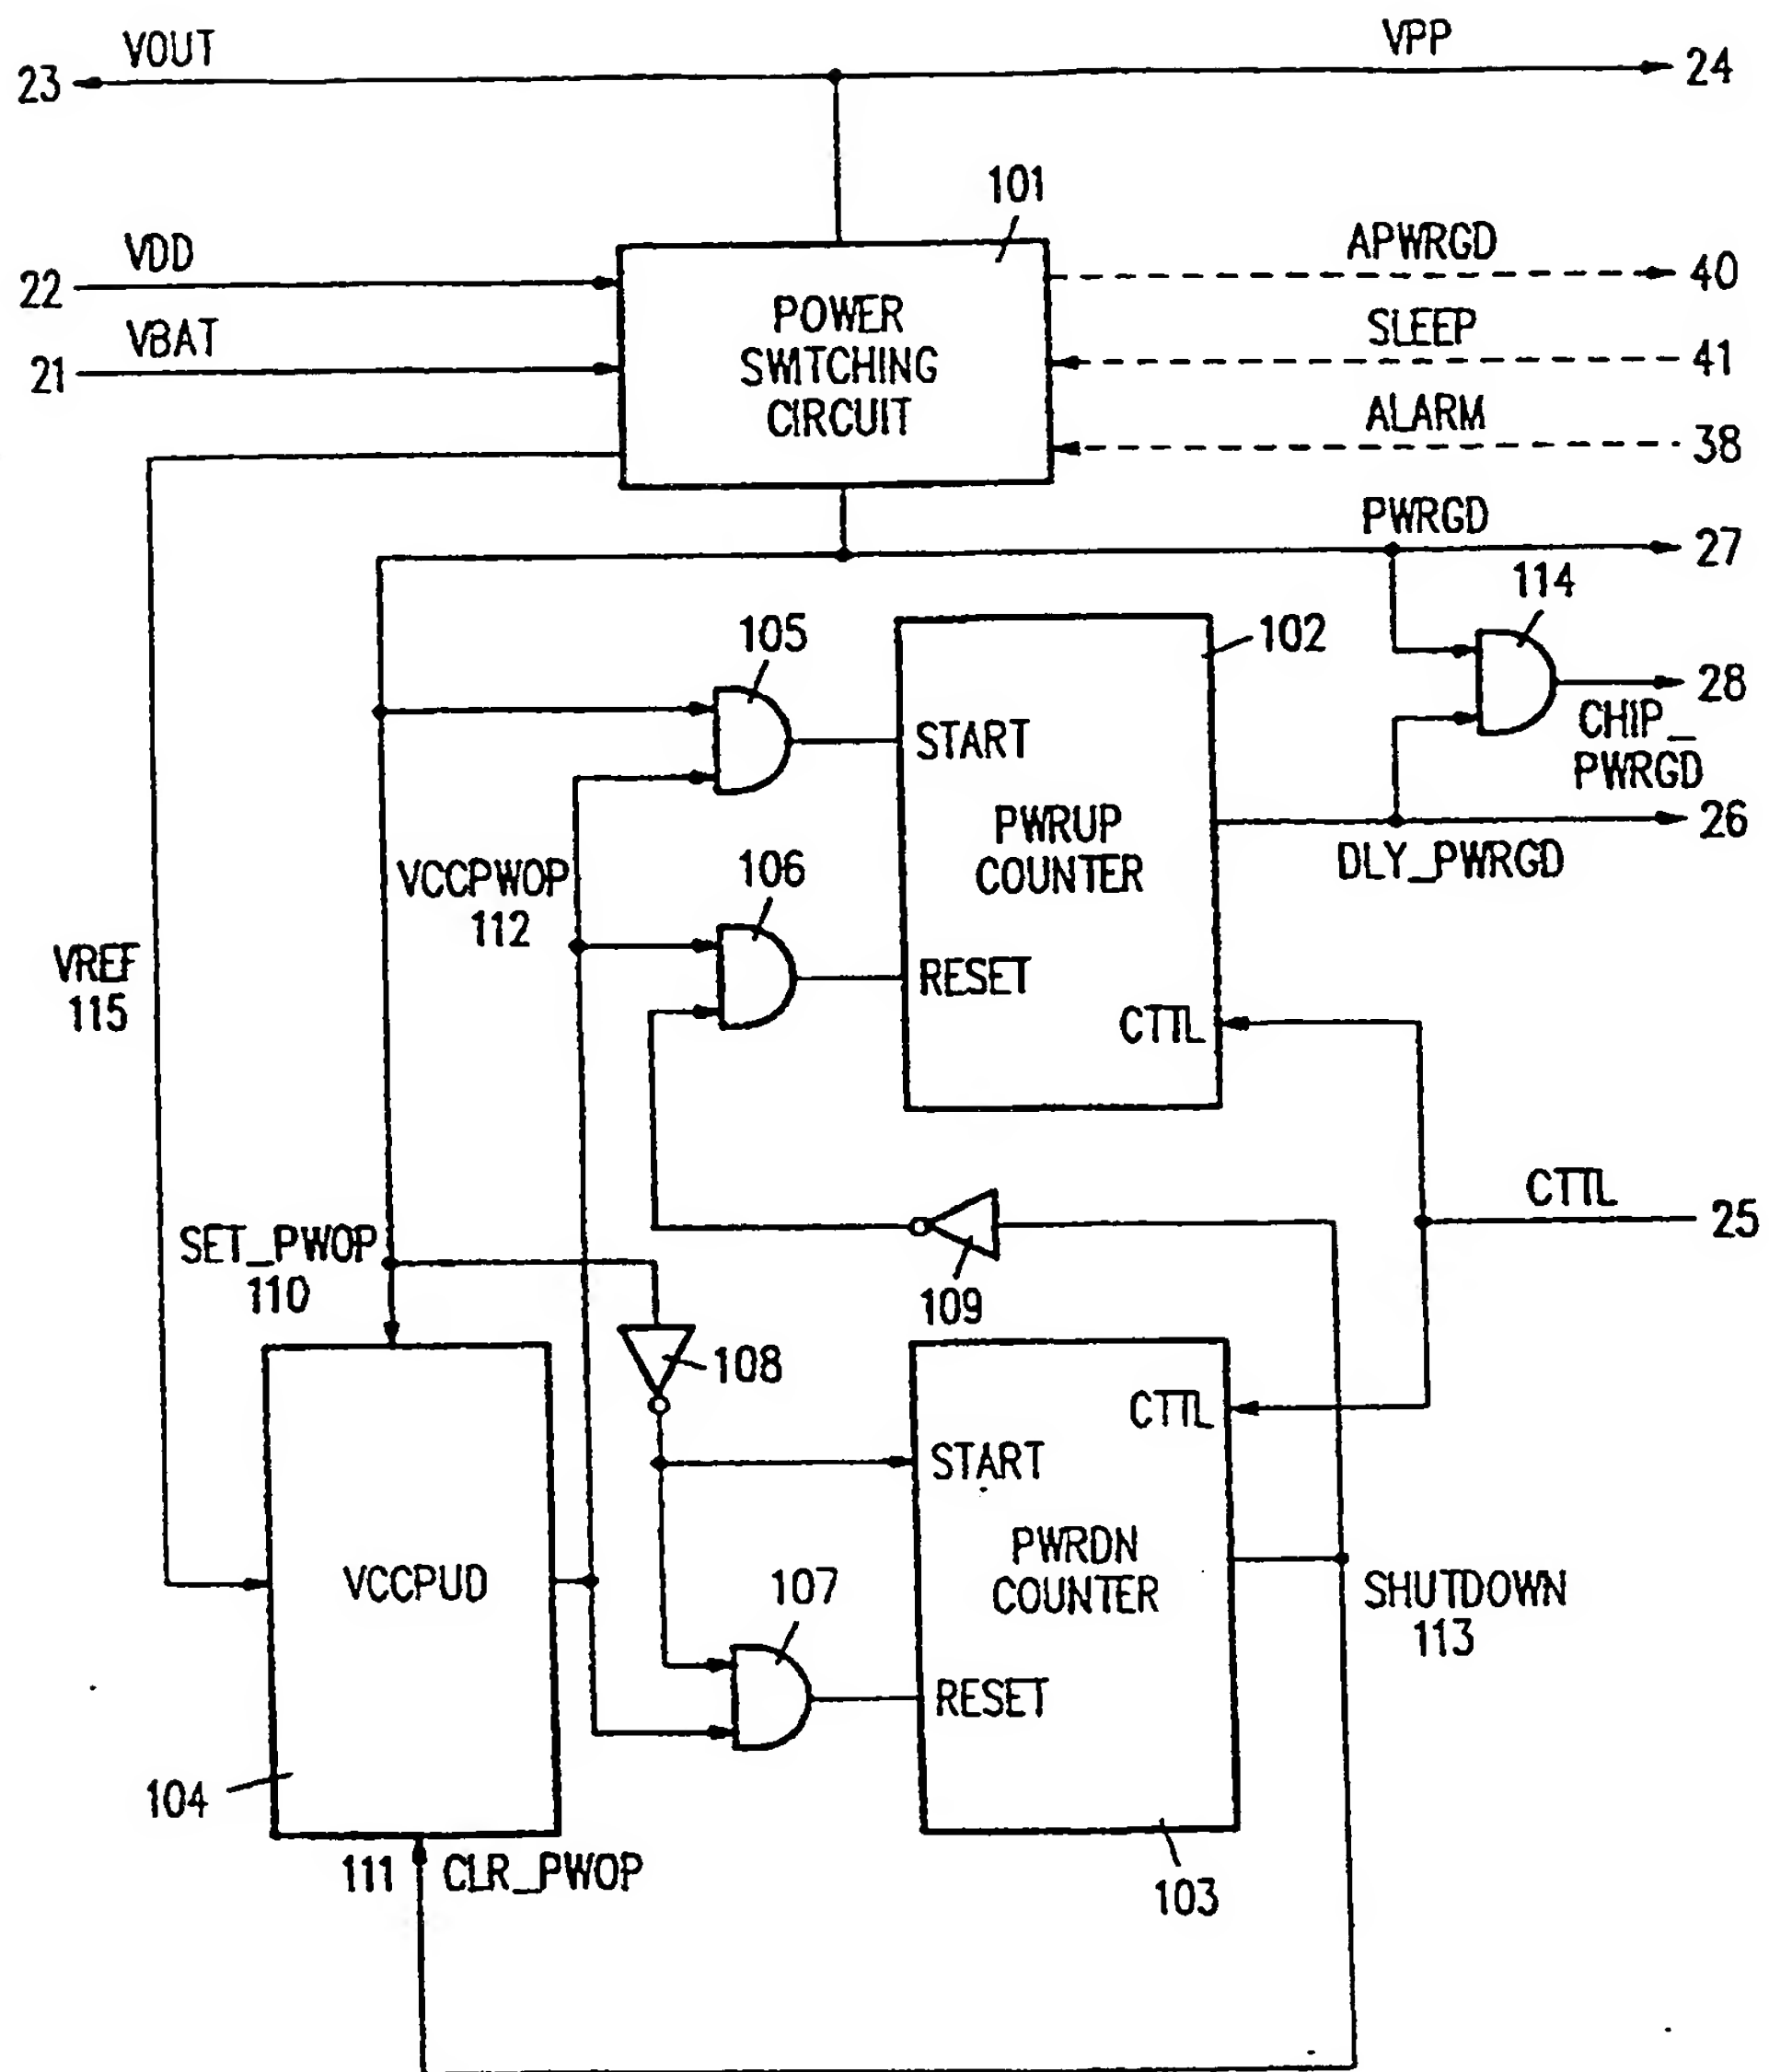 VOUT
VPP
23
24
101
VDD
APWRGD
22
40
POWER
SWITCHING
CIRCUIT
VBAT
SLEEP
21
41
ALARM
38
PWRGD
27
114
105
102
28
CHIP_
PWRGD
START
PWRUP
COUNTER
26
DLY_PWRGD
VCCPWOP
112
106
VREF
115
RESET
CTTL
CTTL
25
SET_PWOP
110
109
108
CTTL
START
PWRDN
COUNTER
VCCPUD
107
SHUTDOWN
113
RESET
104
111
CLR_PWOP
103